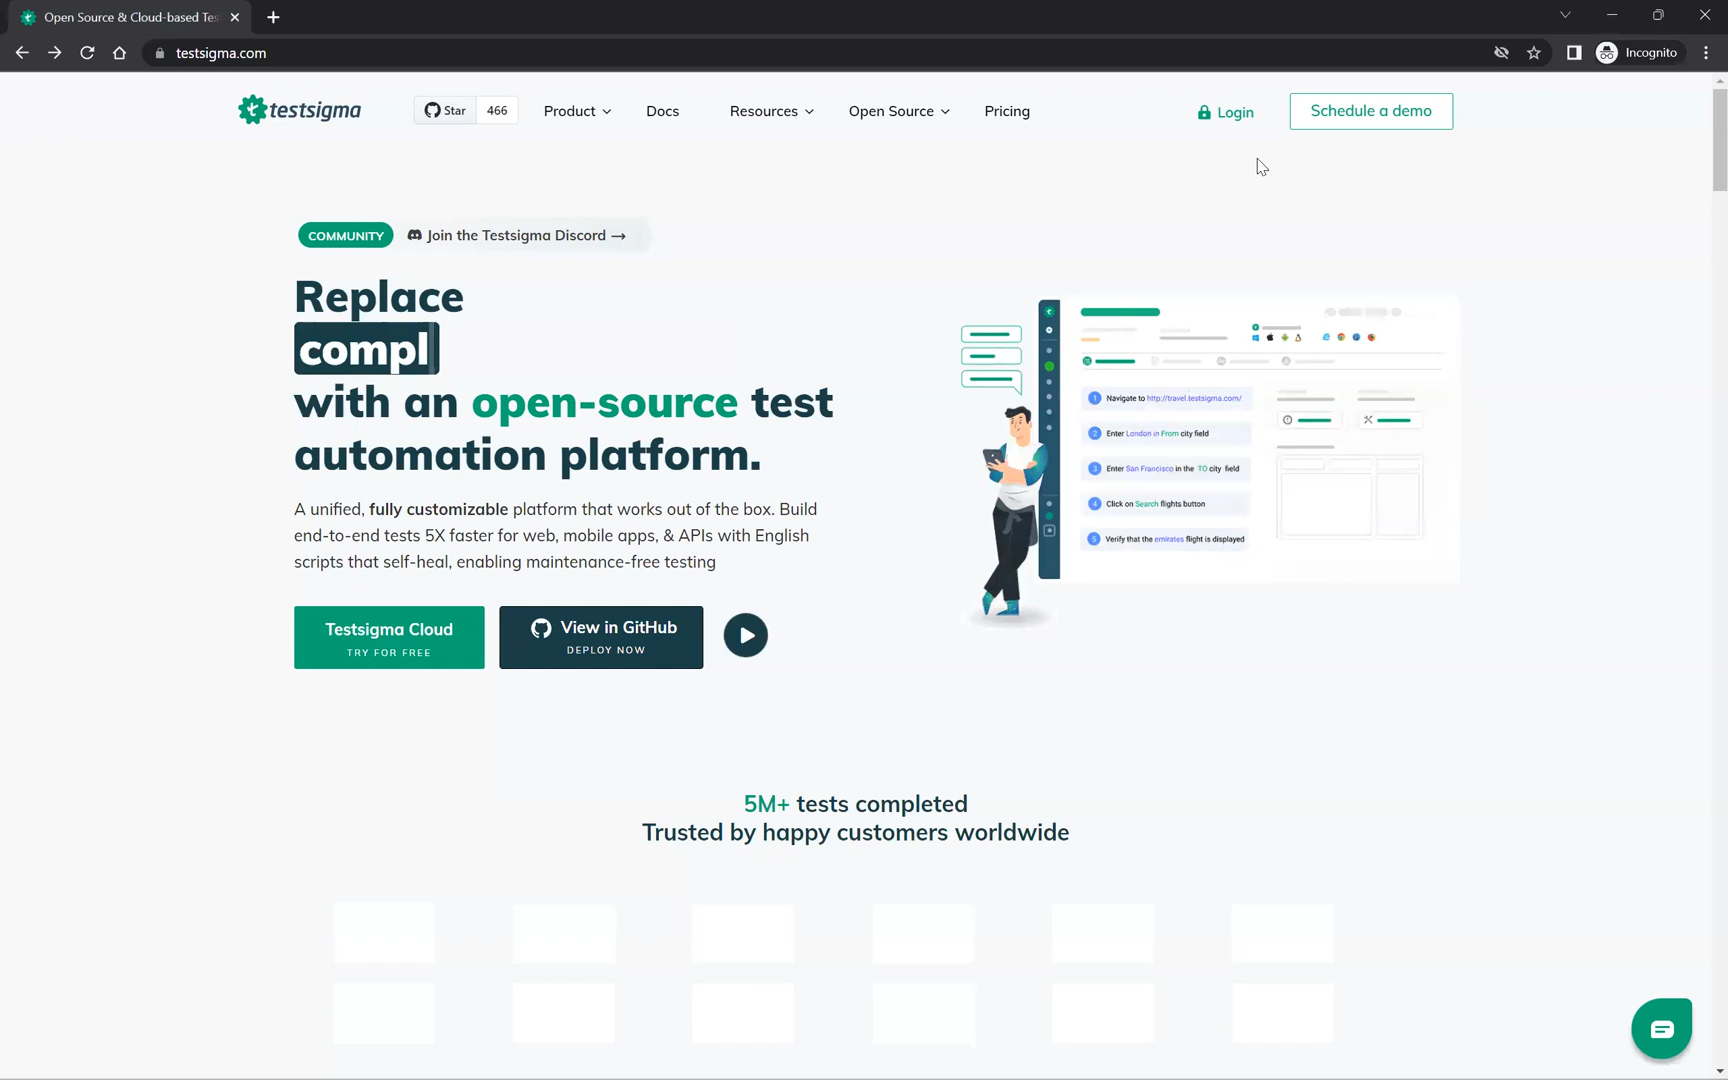 Open Source & Cloud-based Tes
testsigma.com
Incognito
testsigma
Star
466
Product
Docs
Resources
Open Source
Pricing
Login
Schedule a demo
COMMUNITY
Join the Testsigma Discord →
Replace
compl
with an open-source test
automation platform.
A unified, fully customizable platform that works out of the box. Build
end-to-end tests 5X faster for web, mobile apps, & APIs with English
scripts that self-heal, enabling maintenance-free testing
Testsigma Cloud
TRY FOR FREE
View in GitHub
DEPLOY NOW
1 Navigate to http://travel.testsigma.com/
2 Enter London in From city field
3 Enter San Francisco in the TO city field
4 Click on Search flights button
5 Verify that the emirates flight is displayed
5M+ tests completed
Trusted by happy customers worldwide